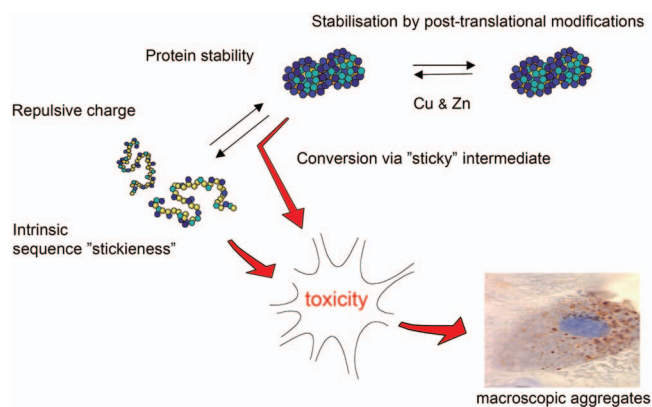 Stabilisation by post-translational modifications
Protein stability
Cu & Zn
Repulsive charge
Conversion via "sticky" intermediate
Intrinsic
sequence "stickieness"
toxicity
macroscopic aggregates